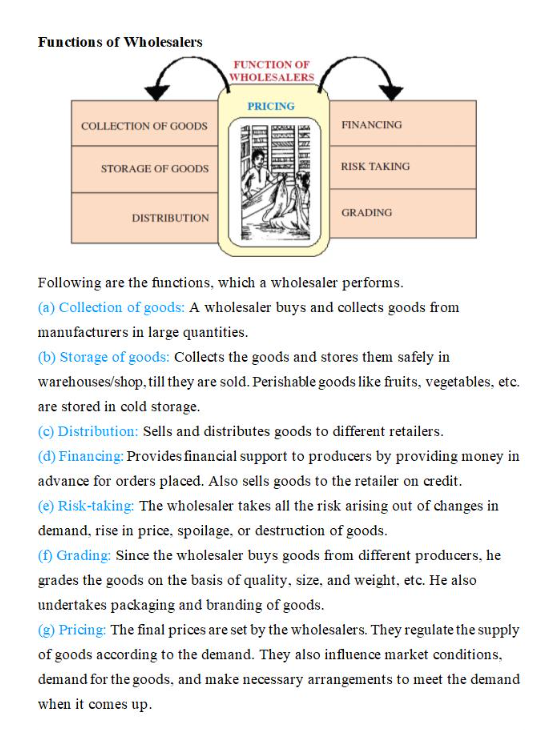 Functions of Wholesalers
FUNCTION OF
WHOLESALERS
PRICING
COLLECTION OF GOODS
STORAGE OF GOODS
DISTRIBUTION
FINANCING
RISK TAKING
GRADING
Following are the functions, which a wholesaler performs.
(a) Collection of goods: A wholesaler buys and collects goods from
manufacturers in large quantities.
(b) Storage of goods: Collects the goods and stores them safely in
warehouses/shop, till they are sold. Perishable goods like fruits, vegetables, etc.
are stored in cold storage.
(c) Distribution: Sells and distributes goods to different retailers.
(d) Financing: Provides financial support to producers by providing money in
advance for orders placed. Also sells goods to the retailer on credit.
(e) Risk-taking: The wholesaler takes all the risk arising out of changes in
demand, rise in price, spoilage, or destruction of goods.
(f) Grading: Since the wholesaler buys goods from different producers, he
grades the goods on the basis of quality, size, and weight, etc. He also
undertakes packaging and branding of goods.
(g) Pricing: The final prices are set by the wholesalers. They regulate the supply
of goods according to the demand. They also influence market conditions,
demand for the goods, and make necessary arrangements to meet the demand
when it comes up.